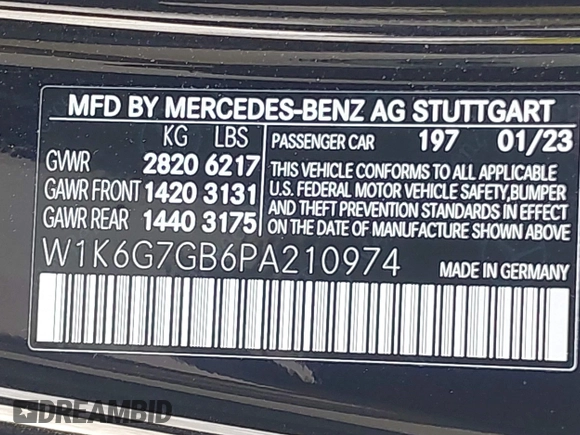 MFD BY MERCEDES-BENZ AG STUTTGART
KG LBS
GVWR 2820 6217
GAWR FRONT 1420 3131
GAWR REAR 1440 3175
PASSENGER CAR 197 01/23
THIS VEHICLE CONFORMS TO ALL APPLICABLE
U.S. FEDERAL MOTOR VEHICLE SAFETY,BUMPER
AND THEFT PREVENTION STANDARDS IN EFFECT
ON THE DATE OF MANUFACTURE SHOWN ABOVE.
W1K6G7GB6PA210974
MADE IN GERMANY
DREAMBID